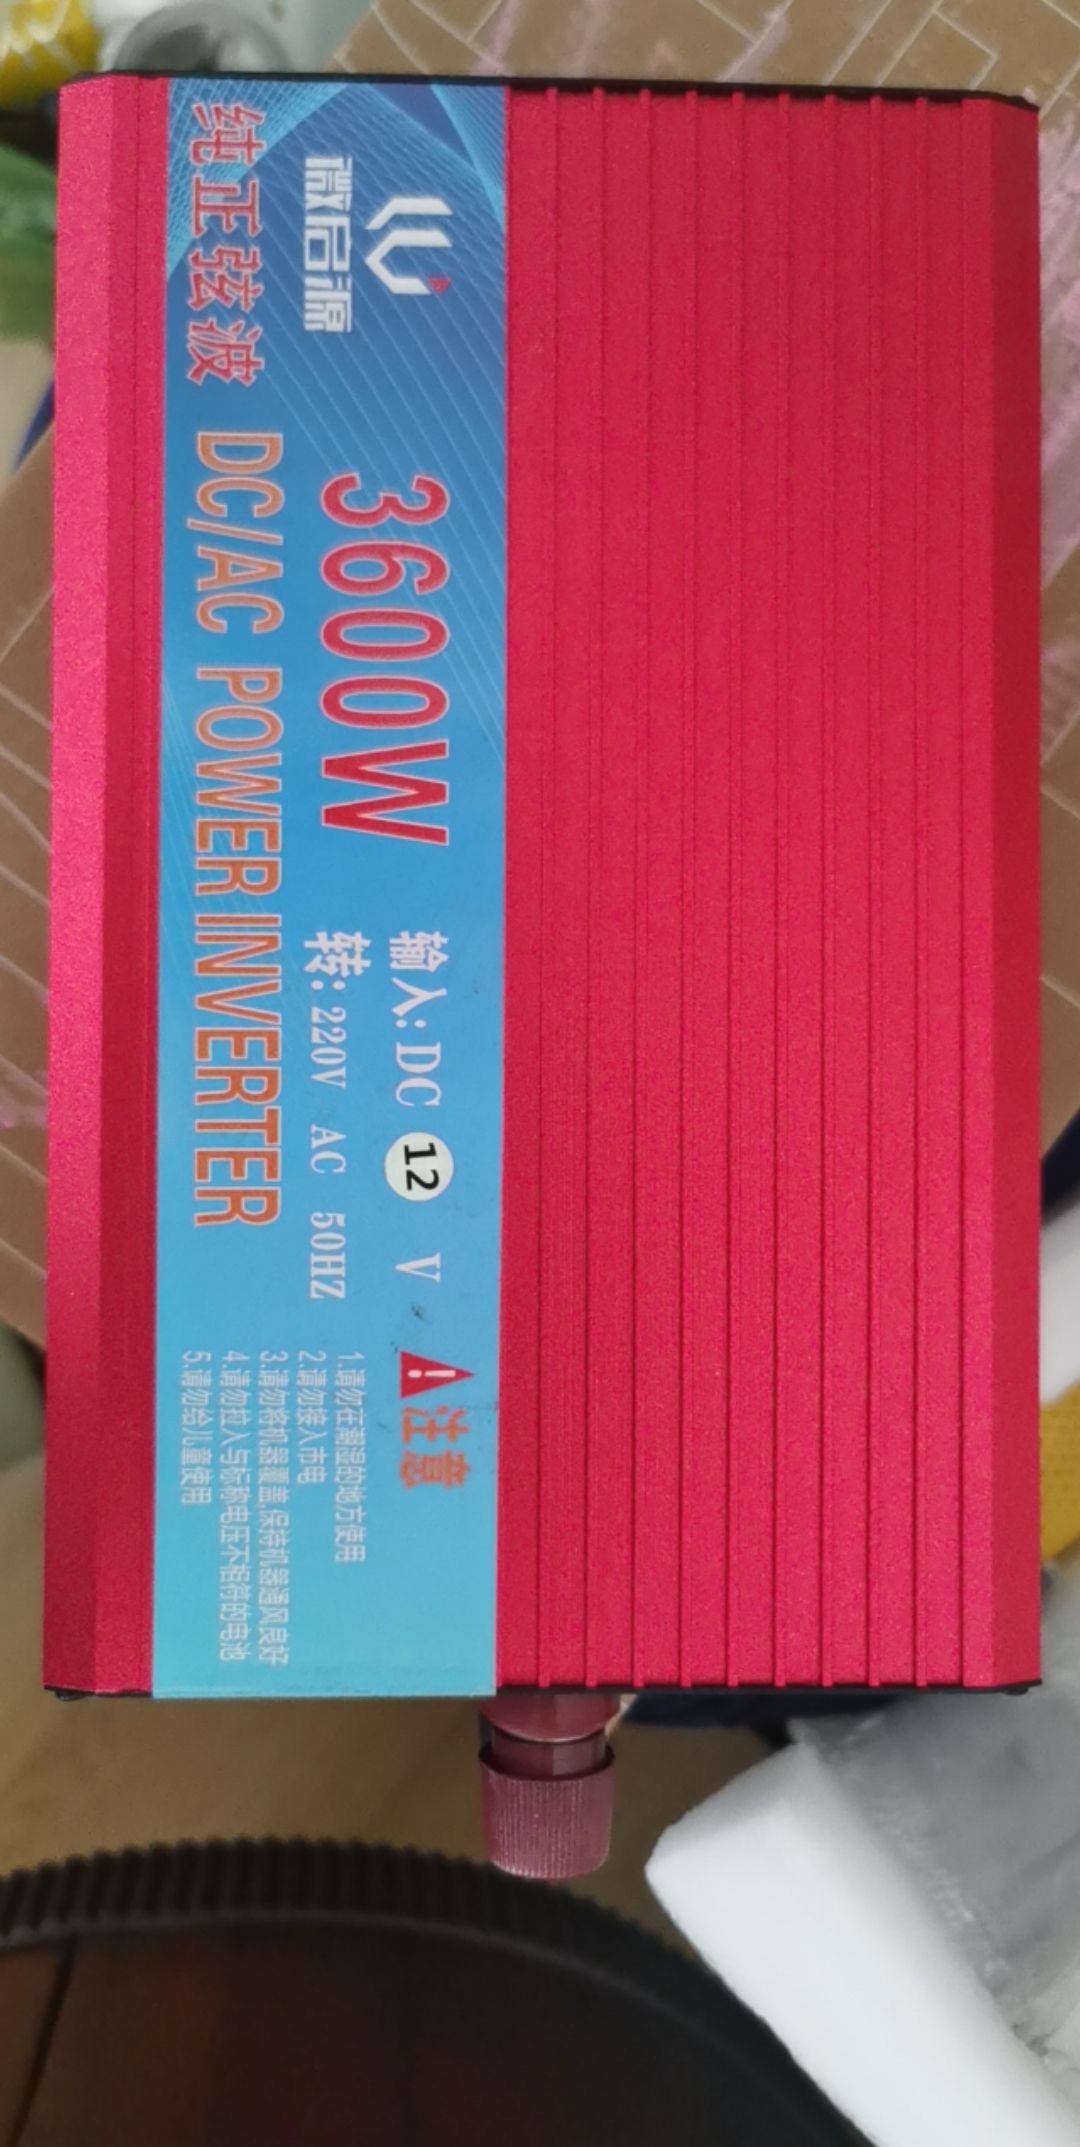 微启源
3600W
输入:DC 12 V
转:220V AC 50HZ
纯正弦波 DC/AC POWER INVERTER
注意
1.请勿在潮湿的地方使用
2.请勿接入市电
3.请勿将机器覆盖,保持机器通风良好
4.请勿拉入与标称电压不相符的电池
5.请勿给儿童使用